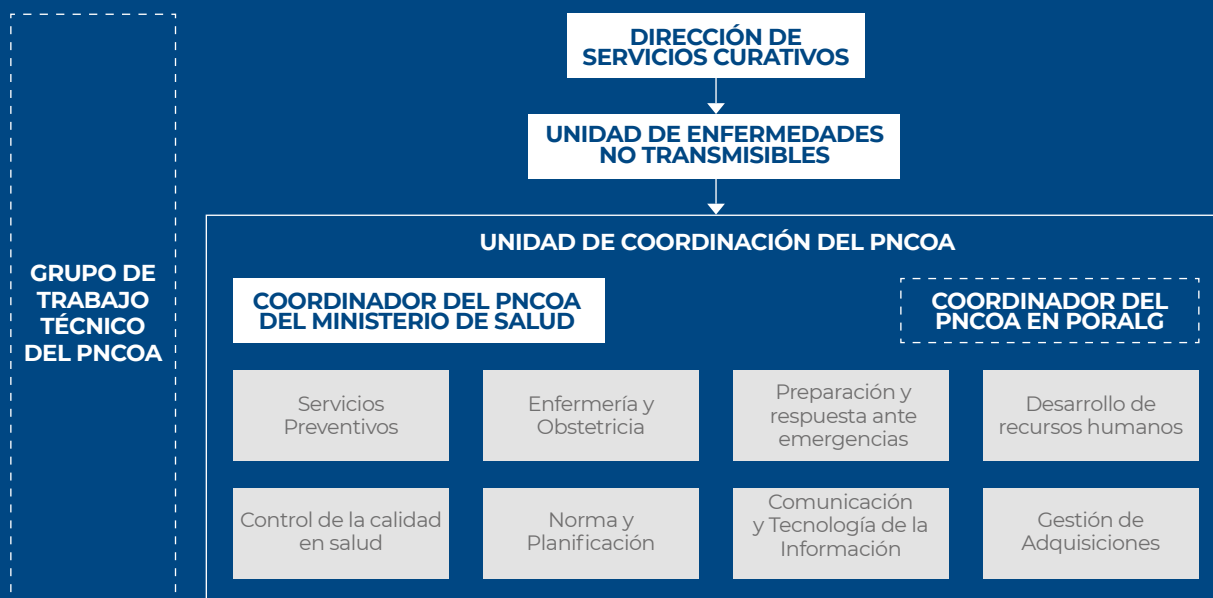 DIRECCIÓN DE
SERVICIOS CURATIVOS
UNIDAD DE ENFERMEDADES
NO TRANSMISIBLES
GRUPO DE
TRABAJO
TÉCNICO
DEL PNCOA
UNIDAD DE COORDINACIÓN DEL PNCOA
COORDINADOR DEL PNCOA
DEL MINISTERIO DE SALUD
COORDINADOR DEL
PNCOA EN PORALG
Servicios
Preventivos
Enfermería y
Obstetricia
Preparación y
respuesta ante
emergencias
Desarrollo de
recursos humanos
Control de la calidad
en salud
Norma y
Planificación
Comunicación
y Tecnología de la
Información
Gestión de
Adquisiciones